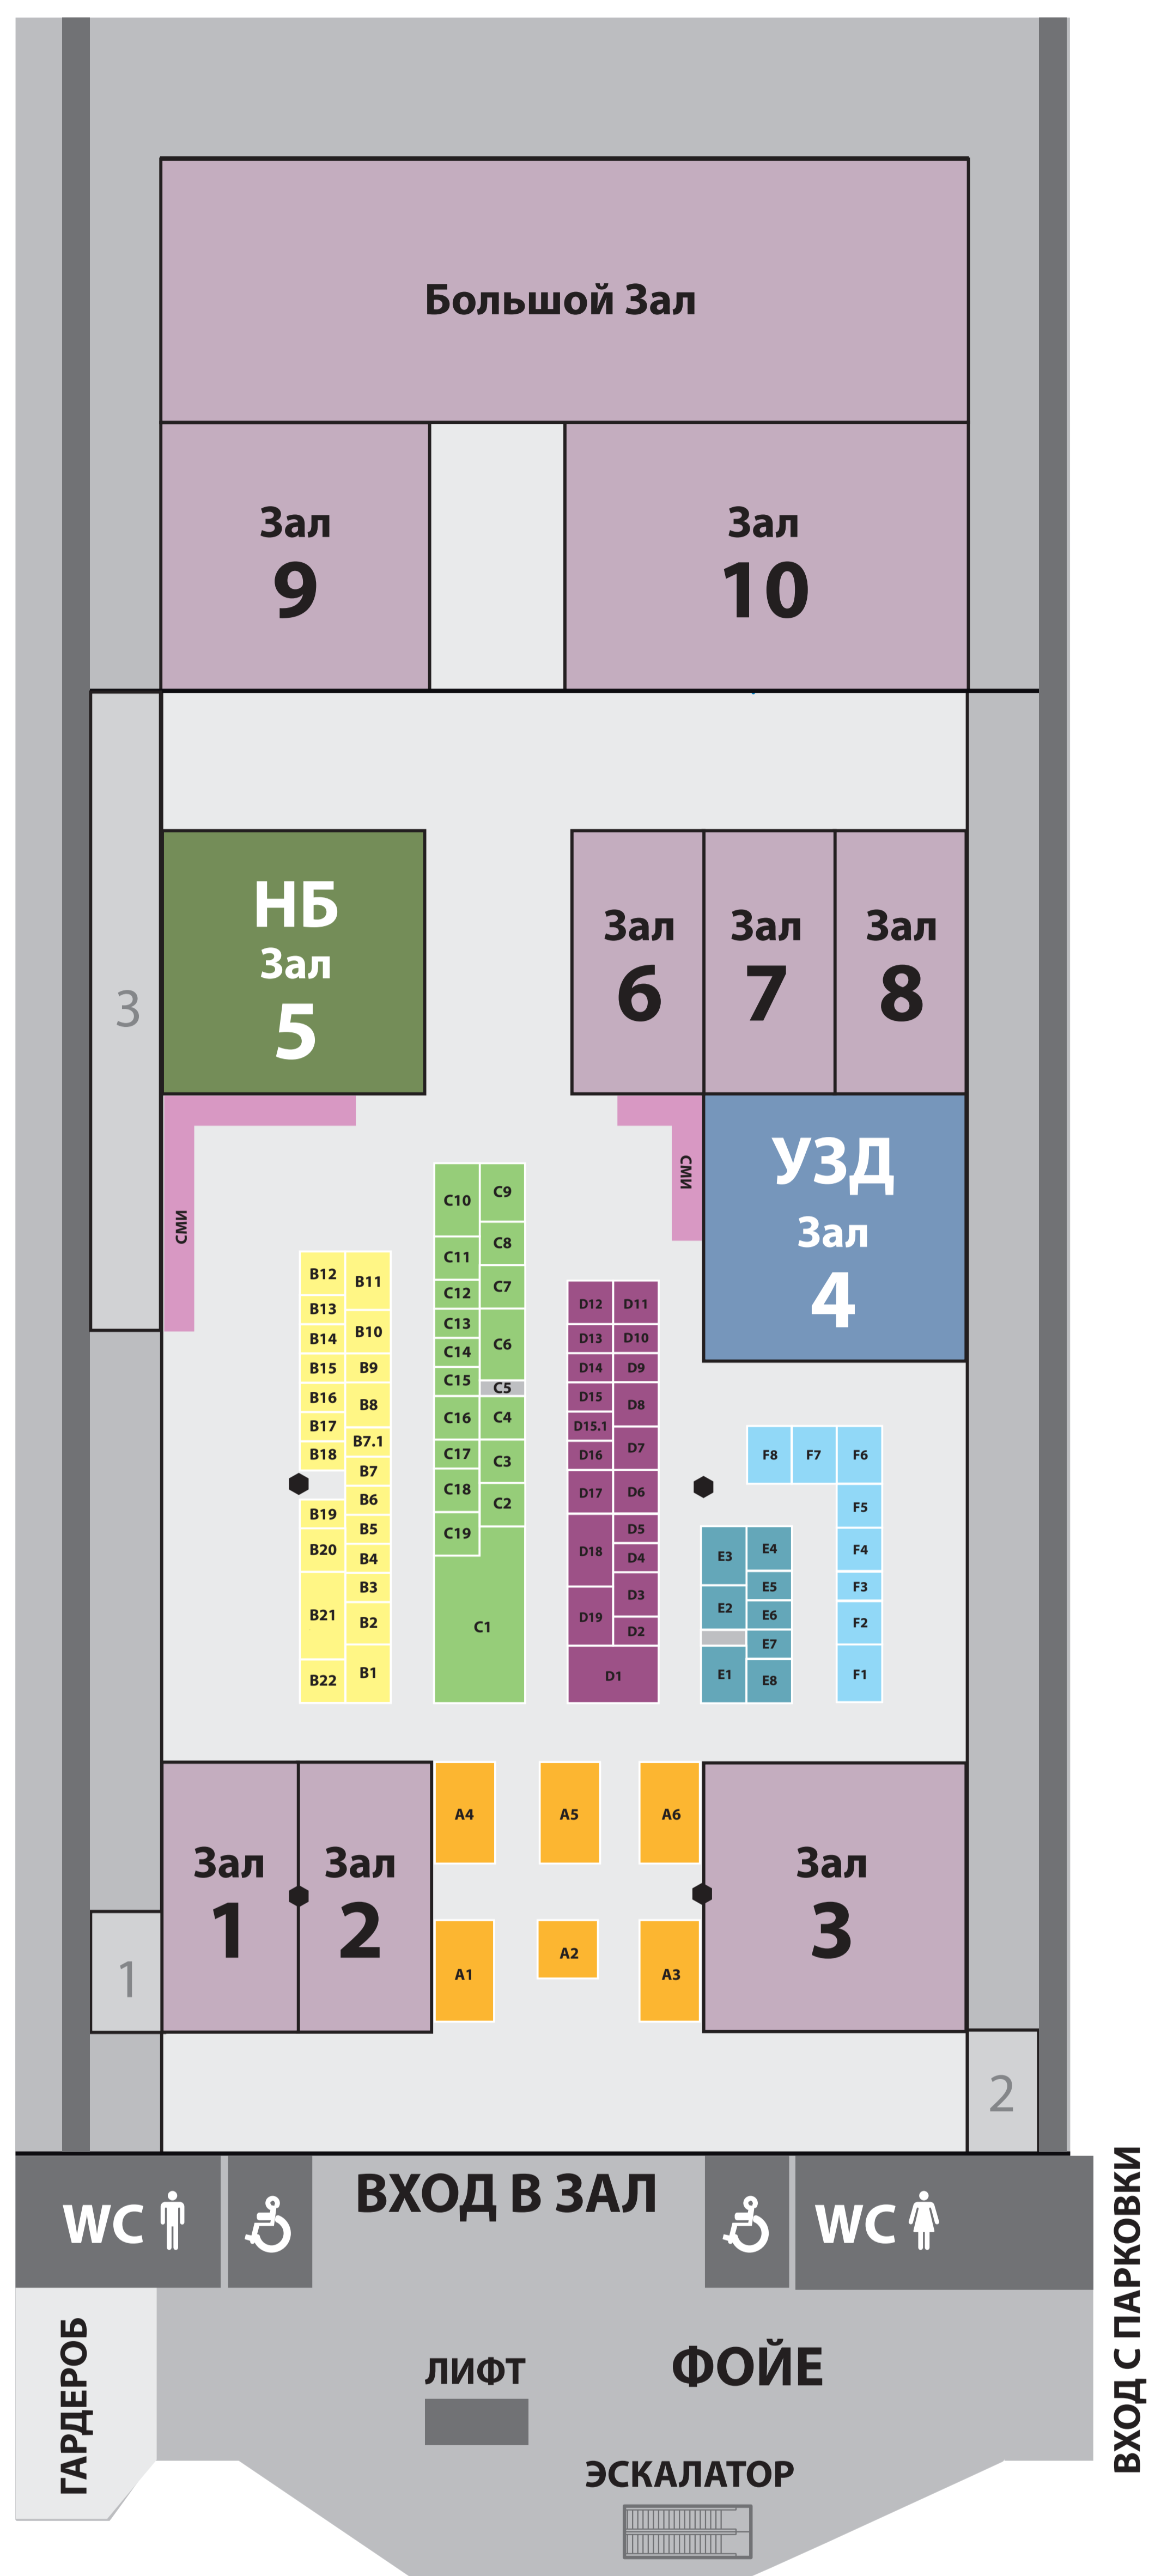 Большой Зал
Зал
9
Зал
10
НБ
Зал
5
Зал
6
Зал
7
Зал
8
3
СМИ
СМИ
УЗД
Зал
4
B12
B13
B14
B15
B16
B17
B18
B19
B20
B21
B22
B11
B10
B9
B8
B7.1
B7
B6
B5
B4
B3
B2
B1
C10
C11
C12
C13
C14
C15
C16
C17
C18
C19
C9
C8
C7
C6
C5
C4
C3
C2
C1
D12
D13
D14
D15
D15.1
D16
D17
D18
D19
D11
D10
D9
D8
D7
D6
D5
D4
D3
D2
D1
E3
E2
E1
E4
E5
E6
E7
E8
F8
F7
F6
F5
F4
F3
F2
F1
Зал
1
Зал
2
A4
A5
A6
A1
A2
A3
Зал
3
1
2
WC
ВХОД В ЗАЛ
WC
ВХОД С ПАРКОВКИ
ГАРДЕРОБ
ЛИФТ
ФОЙЕ
ЭСКАЛАТОР